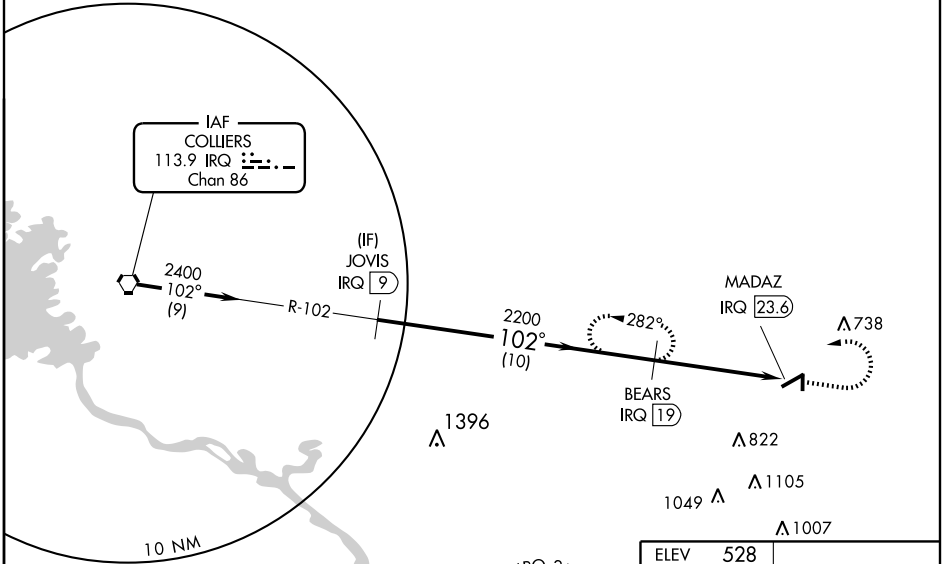 IAF
COLLIERS
113.9 IRQ
Chan 86
(IF)
JOVIS
IRQ 9
2400
102°
(9)
R-102
2200
102°
(10)
282°
MADAZ
IRQ 23.6
738
BEARS
IRQ 19
1396
822
1105
1049
1007
10 NM
ELEV 528